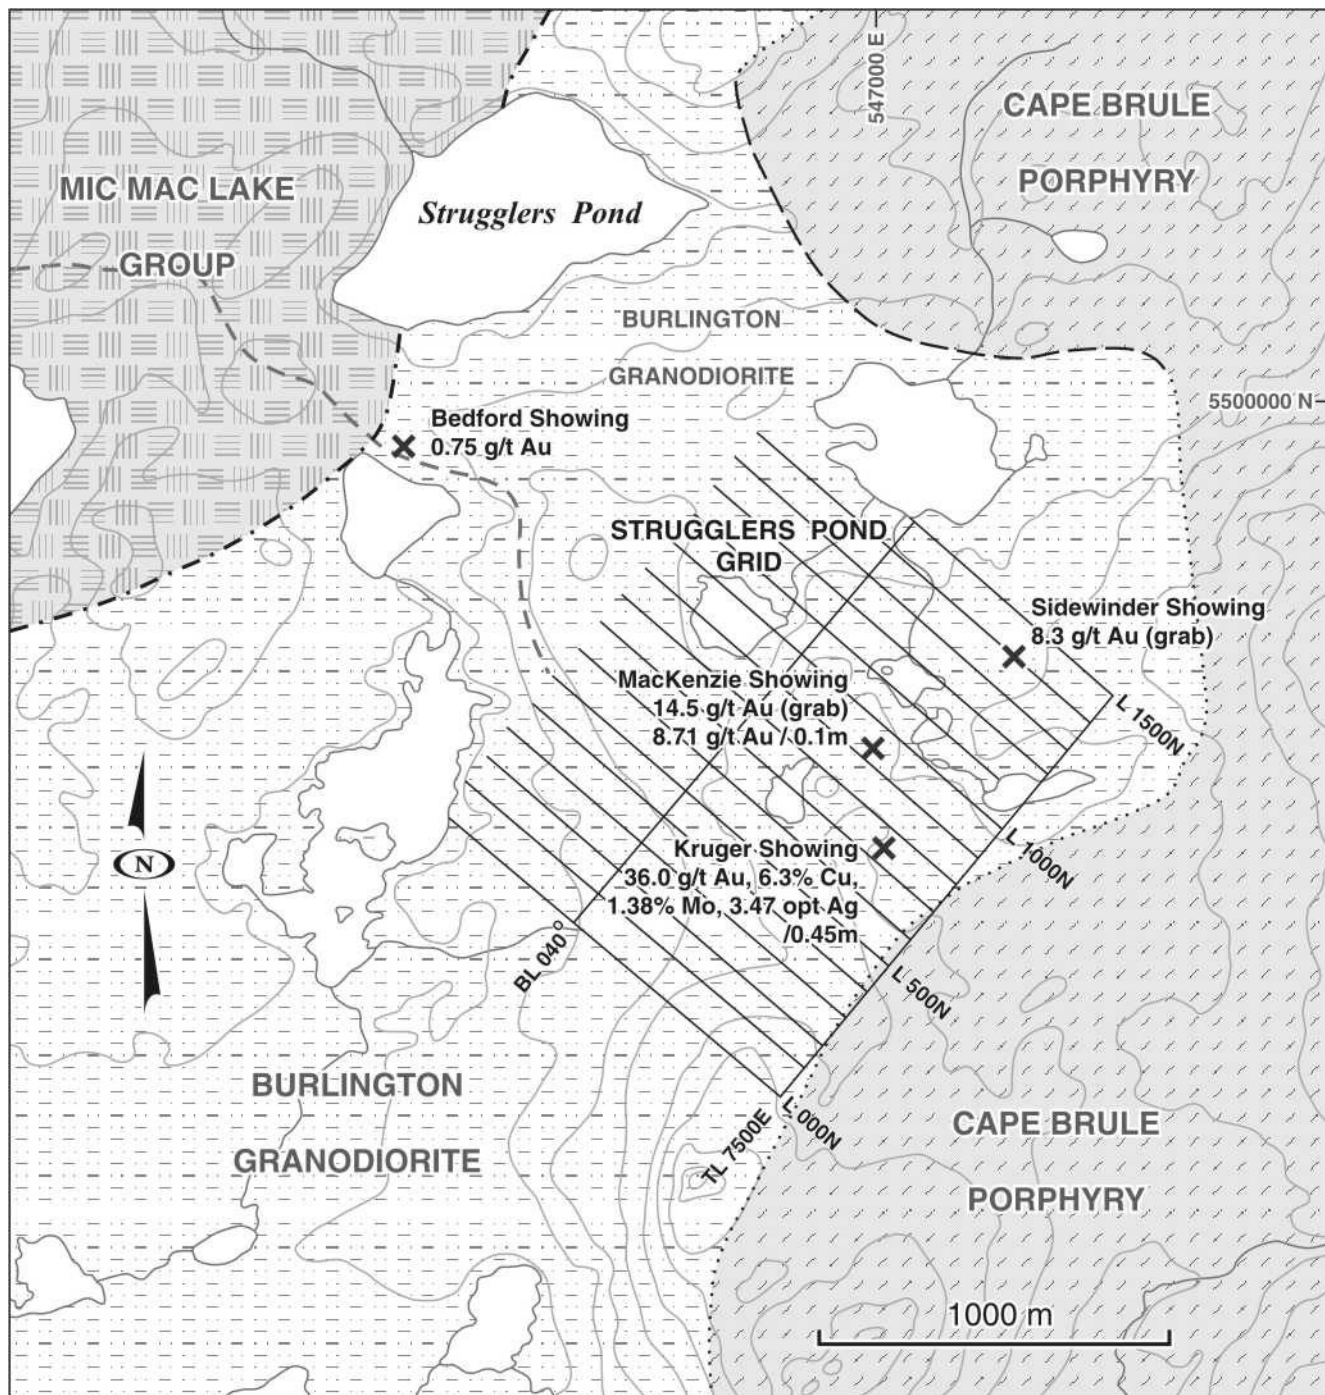 547000 E
CAPE BRULE
PORPHYRY
MIC MAC LAKE
GROUP
Strugglers Pond
BURLINGTON
GRANODIORITE
5500000 N
Bedford Showing
0.75 g/t Au
STRUGGLERS POND
GRID
Sidewinder Showing
8.3 g/t Au (grab)
MacKenzie Showing
14.5 g/t Au (grab)
8.71 g/t Au / 0.1m
L 1500N
N
Kruger Showing
36.0 g/t Au, 6.3% Cu,
1.38% Mo, 3.47 opt Ag
/0.45m
L 1000N
BL 040°
L 500N
BURLINGTON
GRANODIORITE
TL 7500E
L 000N
CAPE BRULE
PORPHYRY
1000 m